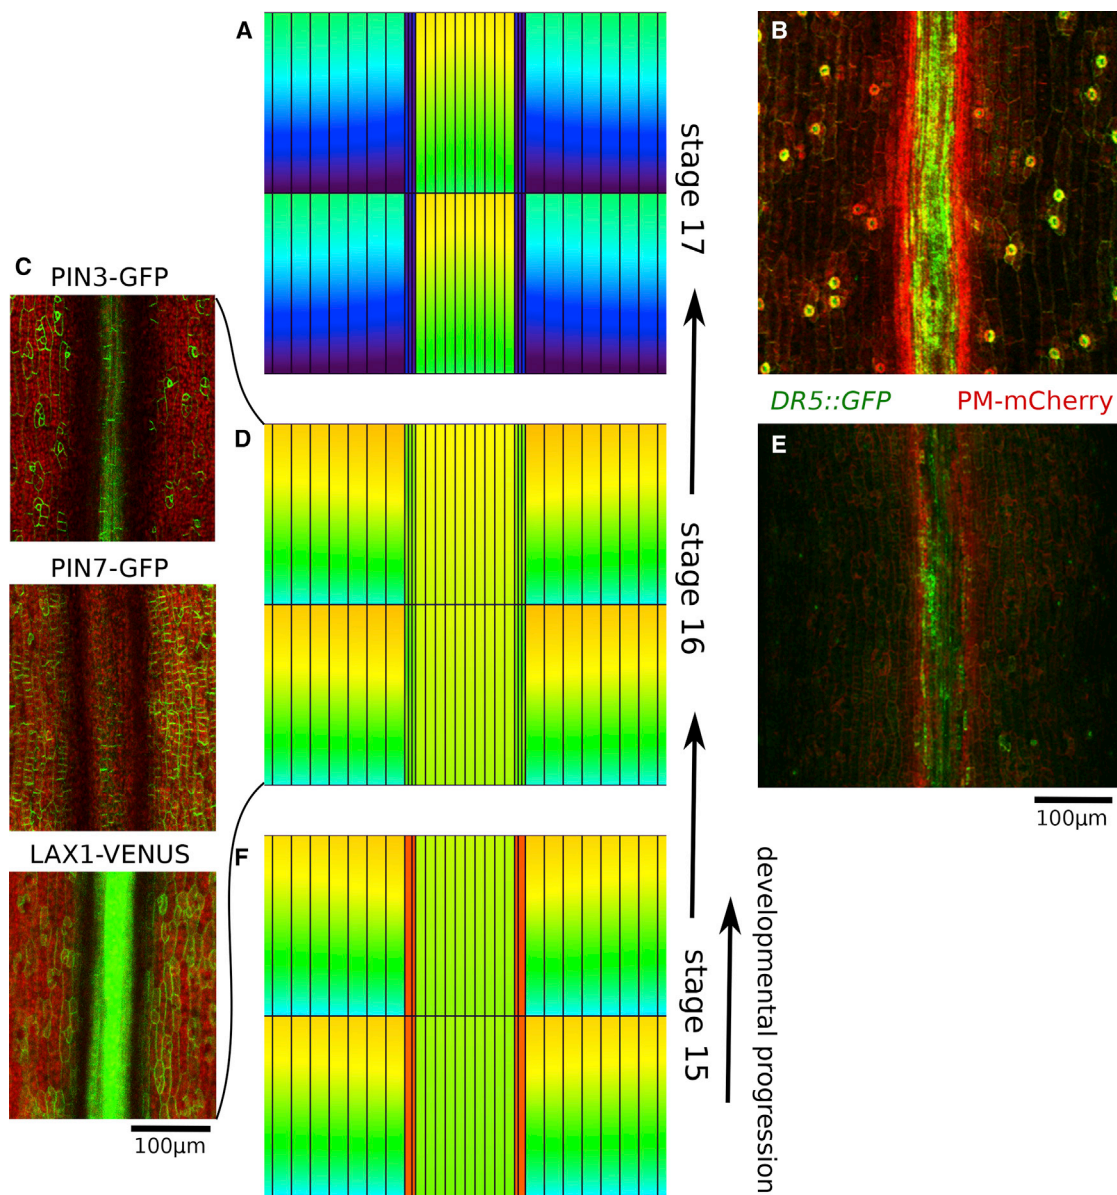 A
B
stage 17
C
PIN3-GFP
DR5::GFP
PM-mCherry
D
E
stage 16
PIN7-GFP
100µm
LAX1-VENUS
F
stage 15
developmental progression
100µm